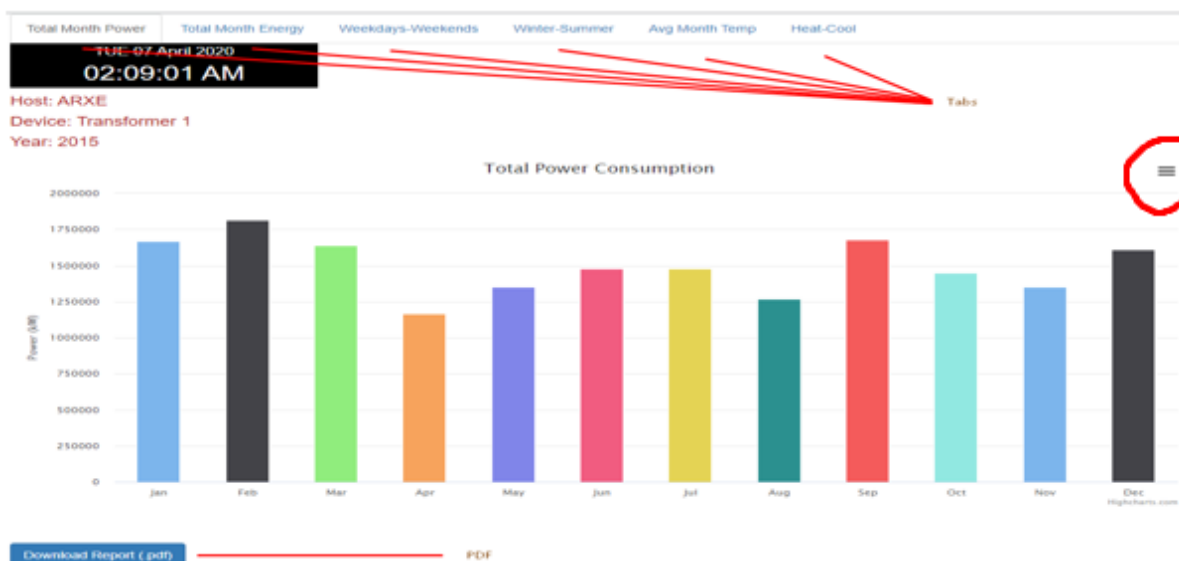 Total Month Power Total Month Energy Weekdays-Weekends Winter-Summer Avg Month Temp Heat-Cool
TUE 07 April 2020
02:09:01 AM
Host: ARXE
Tabs
Device: Transformer 1
Year: 2015
Total Power Consumption
2000000
1750000
1500000
1250000
1000000
750000
500000
250000
0
Power (kW)
Jan Feb Mar Apr May Jun Jul Aug Sep Oct Nov Dec
Highcharts.com
Download Report (.pdf) PDF